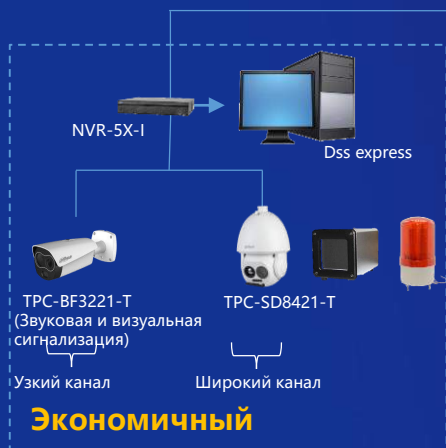 NVR-5X-I
Dss express
TPC-BF3221-T
(Звуковая и визуальная
сигнализация)
TPC-SD8421-T
Узкий канал
Широкий канал
Экономичный